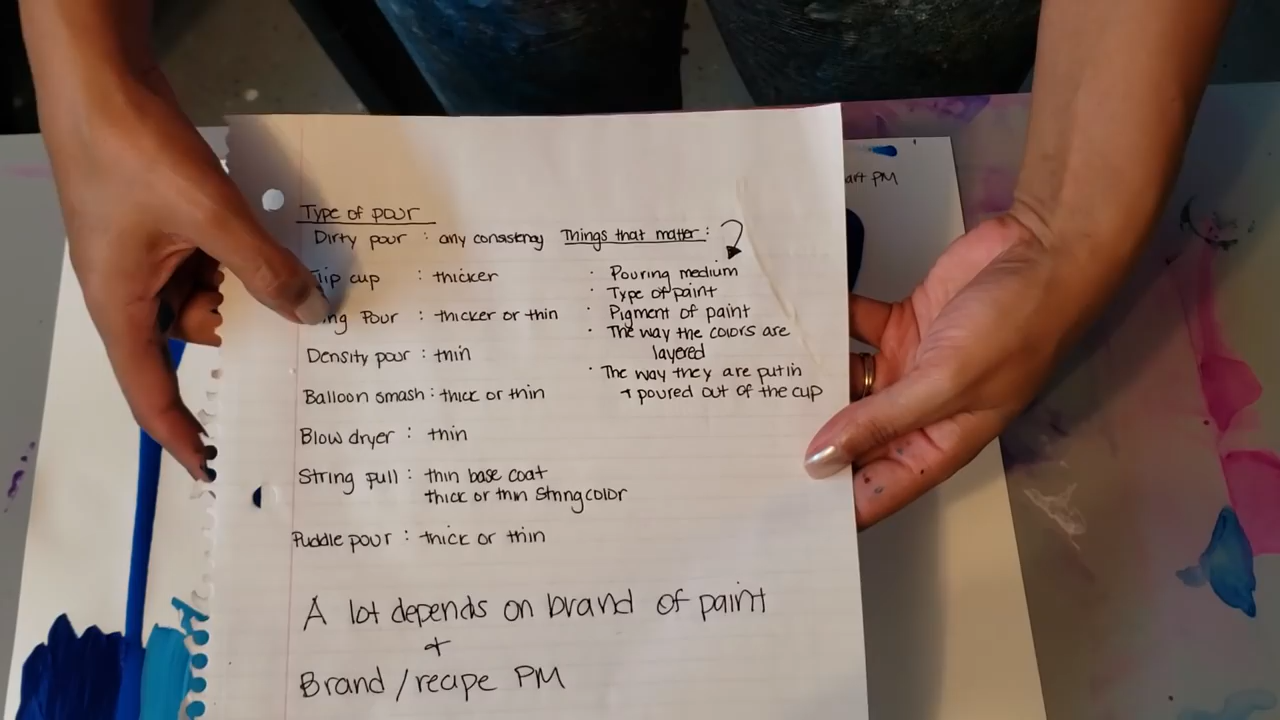 Type of pour
Dirty pour : any consistency
cup : thicker
Pour : thicker or thin
Density pour : thin
Balloon smash : thick or thin
Blow dryer : thin
String pull : thin base coat
thick or thin string color
Puddle pour : thick or thin
Things that matter :
· Pouring medium
· Type of paint
· Pigment of paint
· The way the colors are
layered
· The way they are put in
+ poured out of the cup
A lot depends on brand of paint
+
Brand / recipe PM
art PM